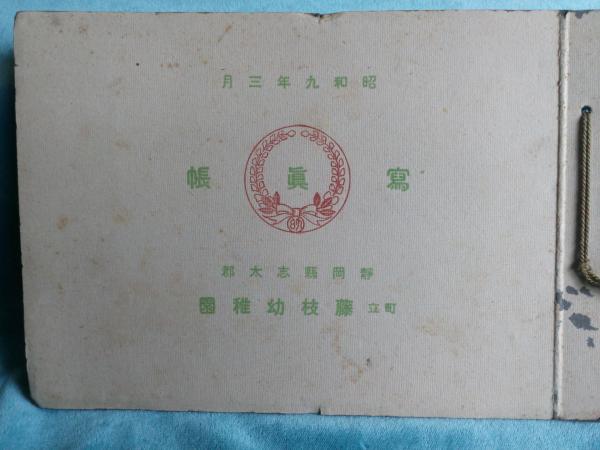 昭和九年三月
寫眞帳
靜岡縣志太郡
町立藤枝幼稚園